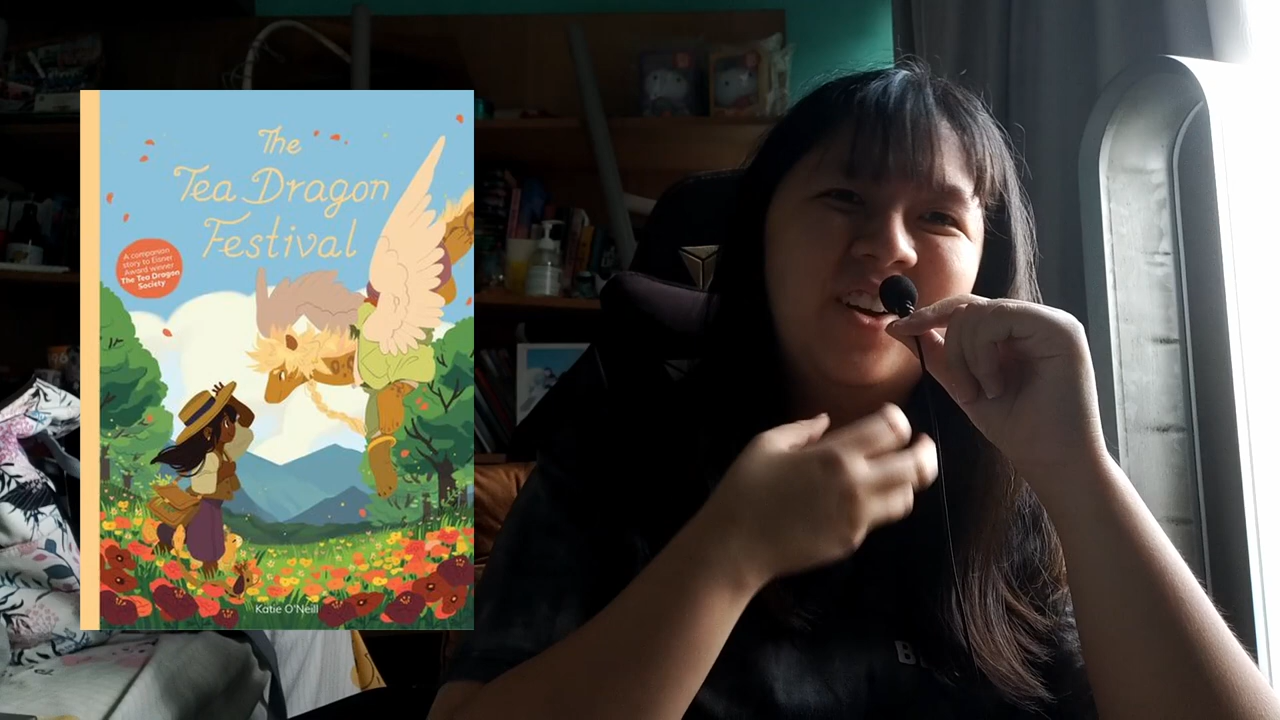 The
Tea Dragon
Festival
A companion
story to Eisner
Award winner
The Tea Dragon
Society
Katie O'Neill